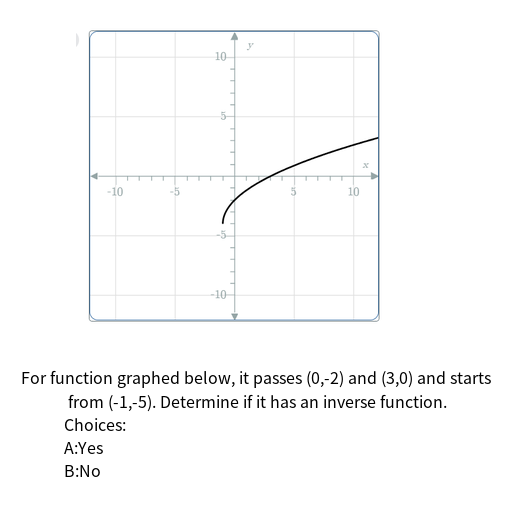 y
10
5
x
-10 -5 5 10
-5
-10
For function graphed below, it passes (0,-2) and (3,0) and starts
from (-1,-5). Determine if it has an inverse function.
Choices:
A:Yes
B:No